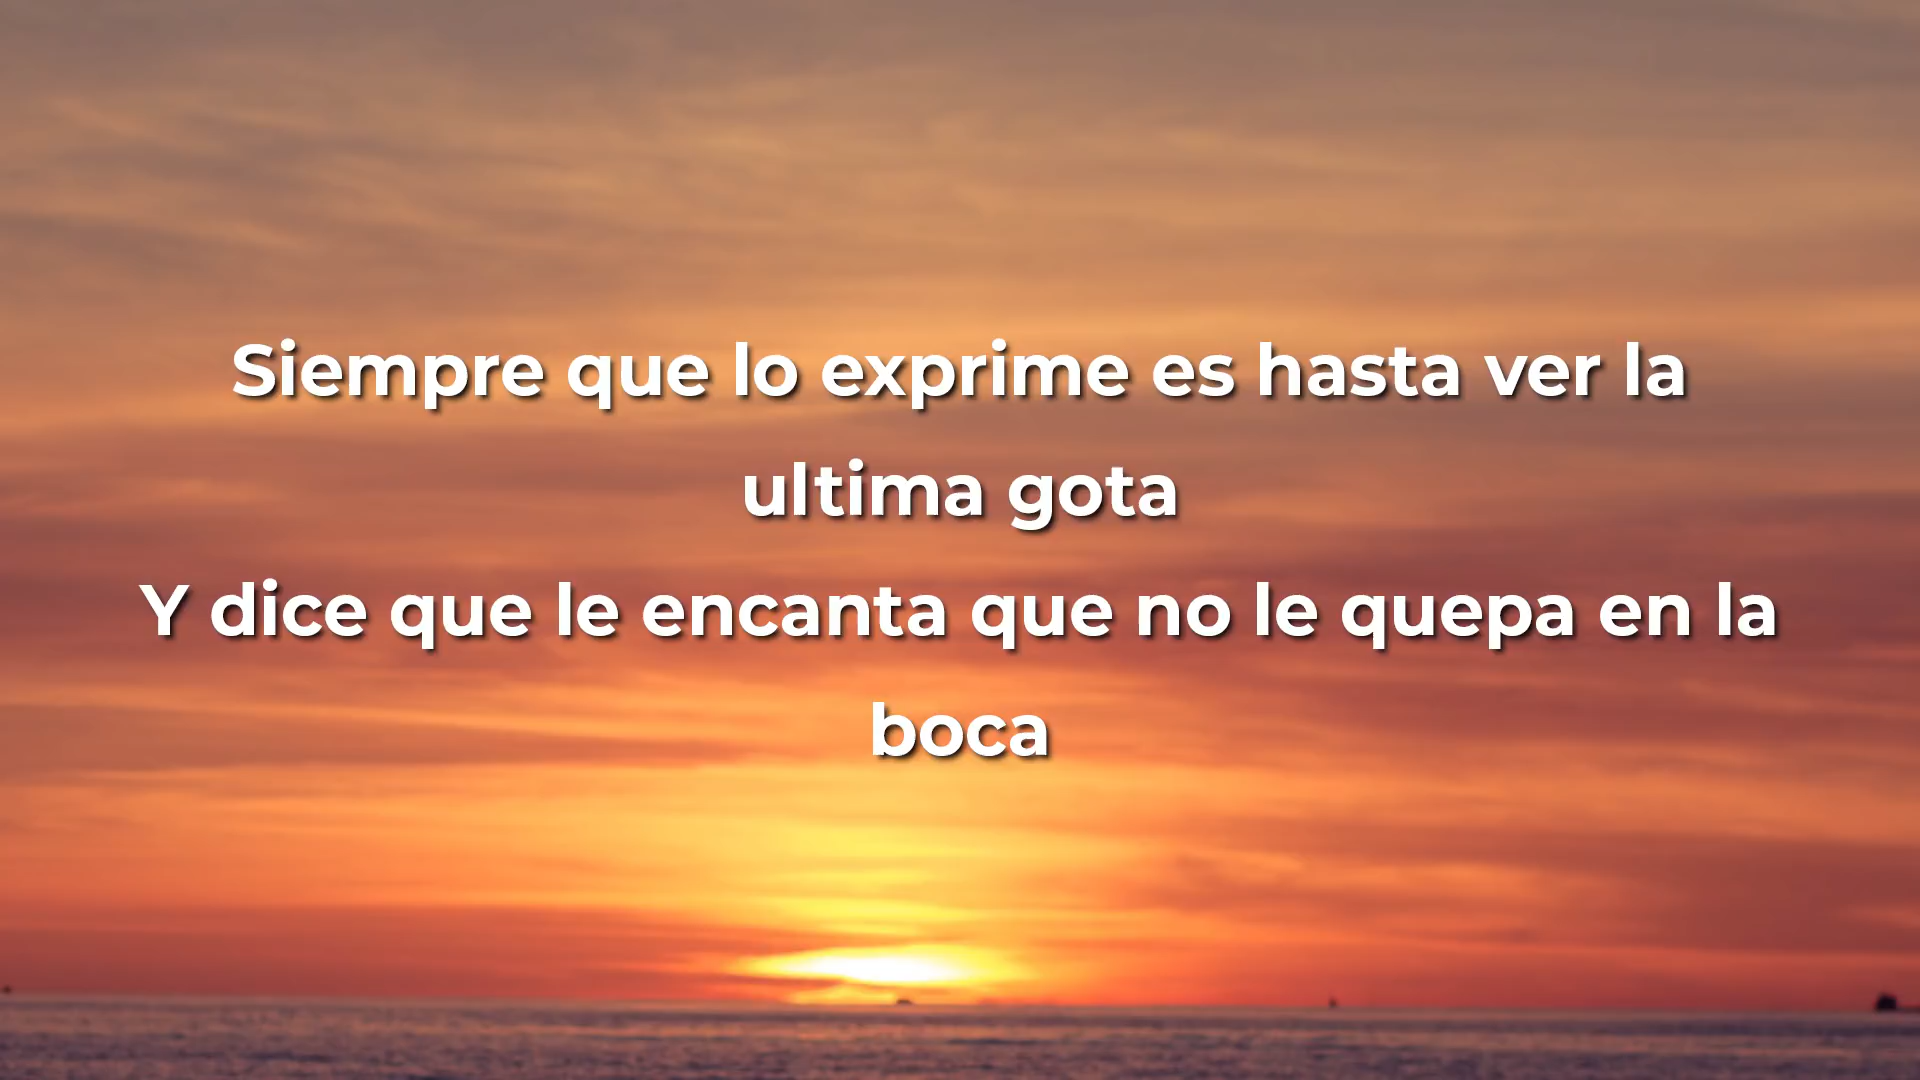 Siempre que lo exprime es hasta ver la
ultima gota
Y dice que le encanta que no le quepa en la
boca